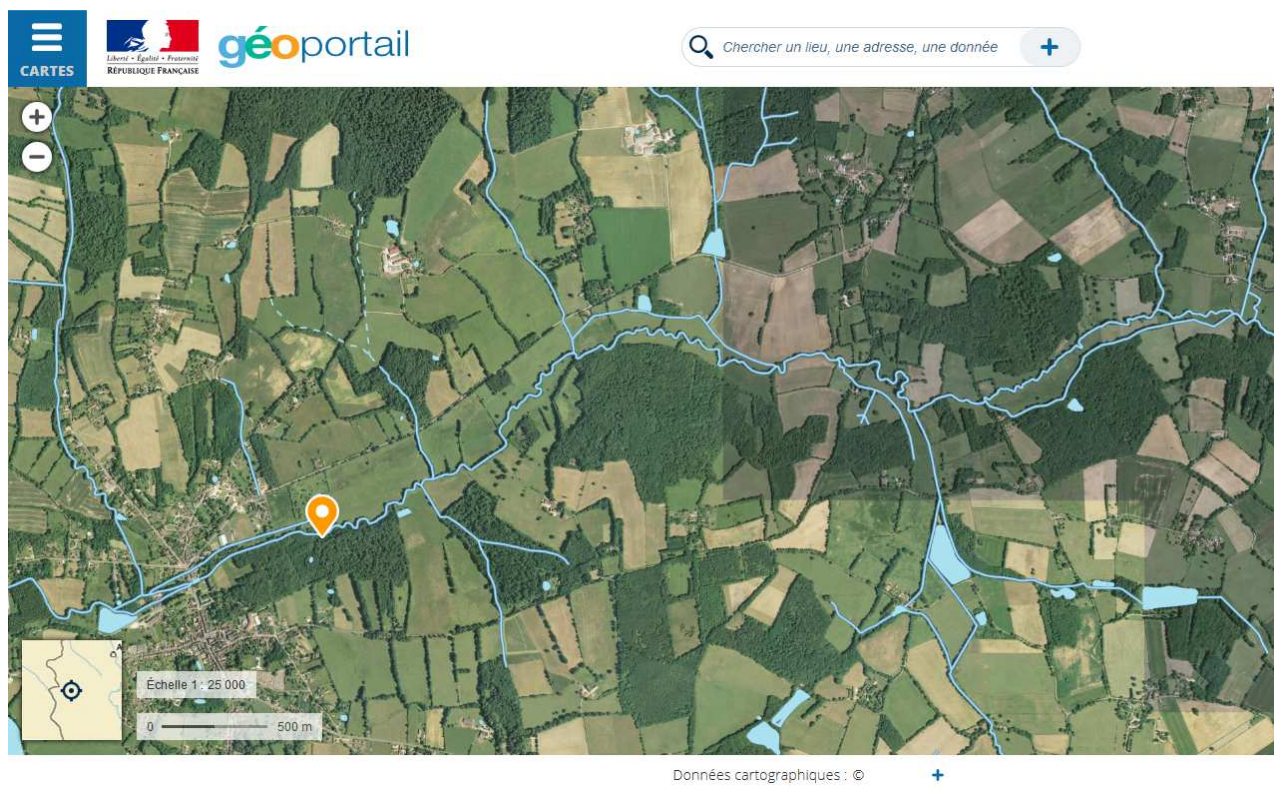 CARTES
Liberté • Égalité • Fraternité
RÉPUBLIQUE FRANÇAISE
géoportail
Chercher un lieu, une adresse, une donnée
+
+
−
Échelle 1 : 25 000
0 500 m
Données cartographiques : © +